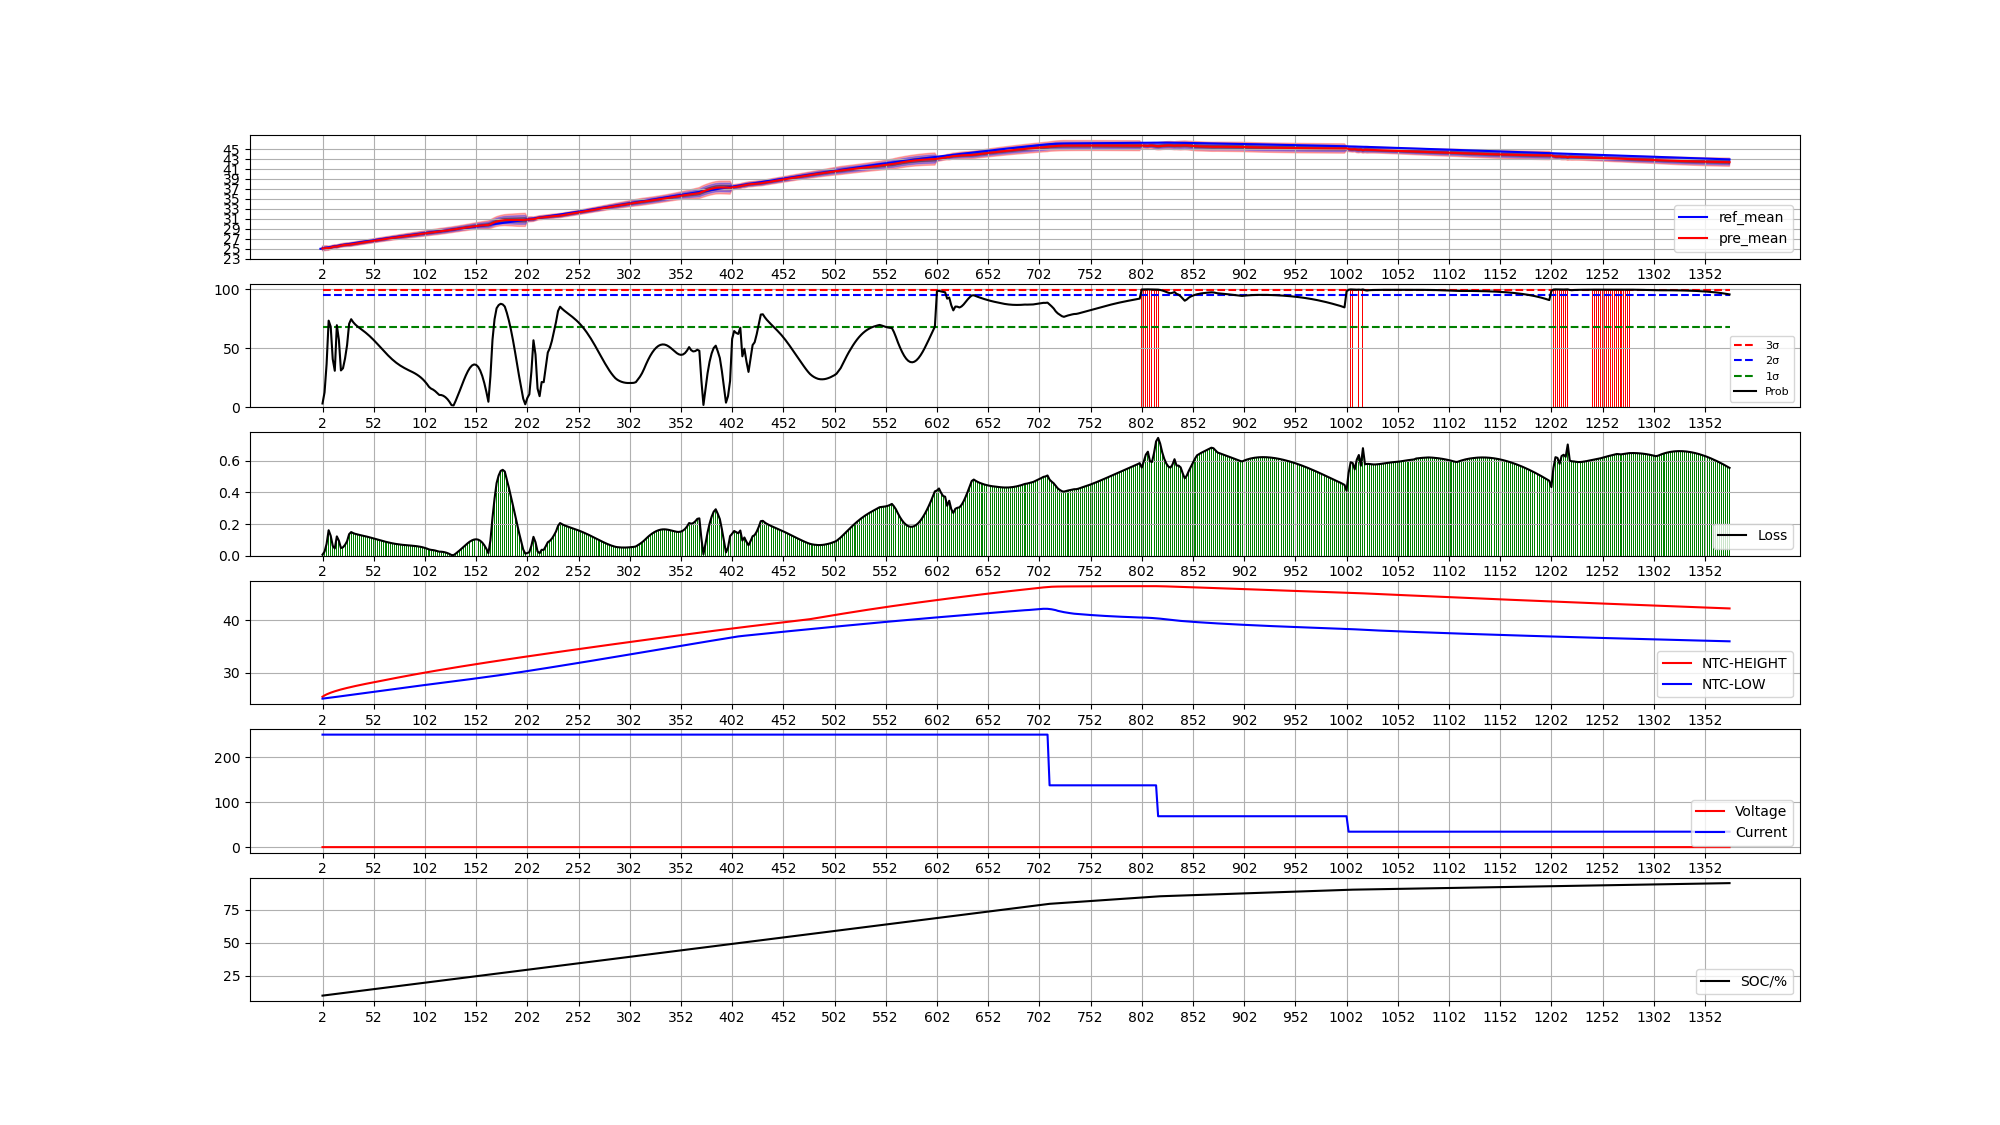 45
43
41
39
37
35
33
31
29
27
25
23
ref_mean
pre_mean
2 52 102 152 202 252 302 352 402 452 502 552 602 652 702 752 802 852 902 952 1002 1052 1102 1152 1202 1252 1302 1352
100
50
0
3σ
2σ
1σ
Prob
2 52 102 152 202 252 302 352 402 452 502 552 602 652 702 752 802 852 902 952 1002 1052 1102 1152 1202 1252 1302 1352
0.6
0.4
0.2
0.0
Loss
2 52 102 152 202 252 302 352 402 452 502 552 602 652 702 752 802 852 902 952 1002 1052 1102 1152 1202 1252 1302 1352
40
30
NTC-HEIGHT
NTC-LOW
2 52 102 152 202 252 302 352 402 452 502 552 602 652 702 752 802 852 902 952 1002 1052 1102 1152 1202 1252 1302 1352
200
100
0
Voltage
Current
2 52 102 152 202 252 302 352 402 452 502 552 602 652 702 752 802 852 902 952 1002 1052 1102 1152 1202 1252 1302 1352
75
50
25
SOC/%
2 52 102 152 202 252 302 352 402 452 502 552 602 652 702 752 802 852 902 952 1002 1052 1102 1152 1202 1252 1302 1352